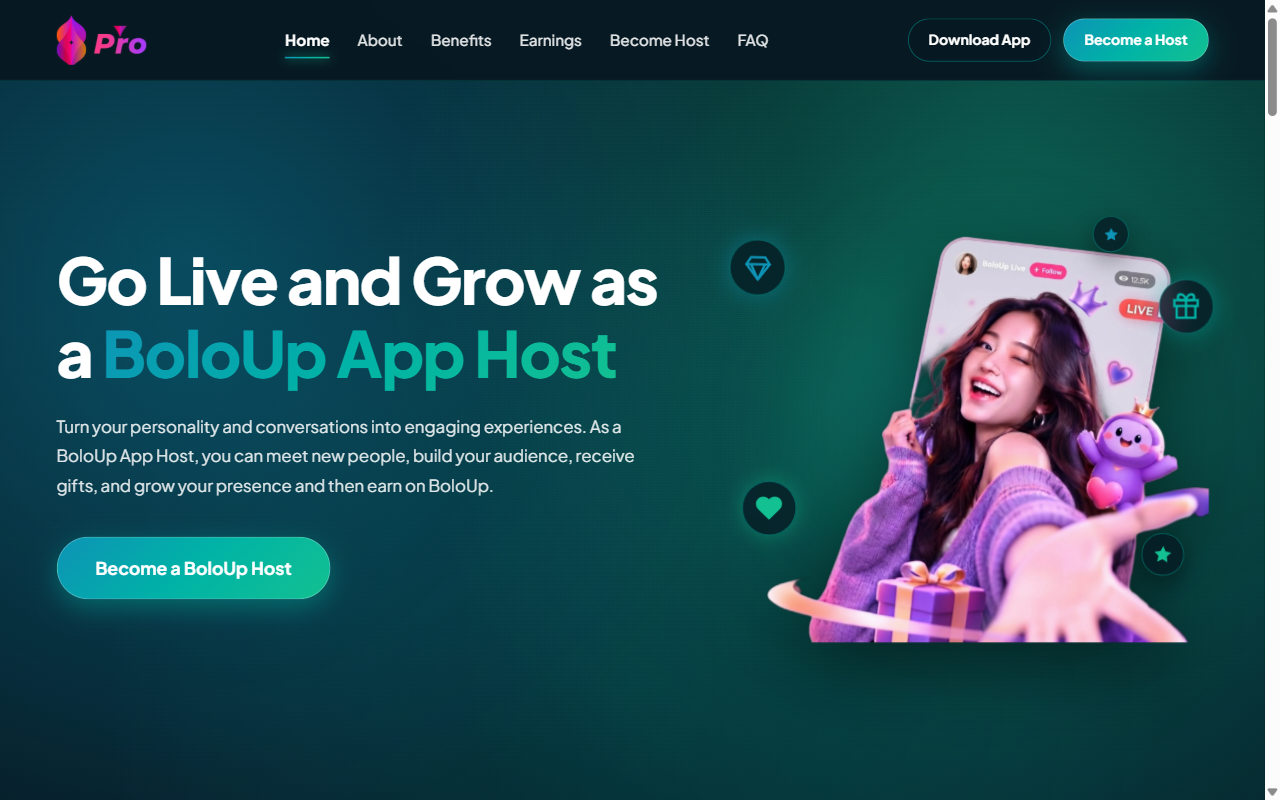 Pro
Home
About
Benefits
Earnings
Become Host
FAQ
Download App
Become a Host
Go Live and Grow as
a BoloUp App Host
Turn your personality and conversations into engaging experiences. As a
BoloUp App Host, you can meet new people, build your audience, receive
gifts, and grow your presence and then earn on BoloUp.
Become a BoloUp Host
BoloUp Live
+ Follow
12.5K
LIVE